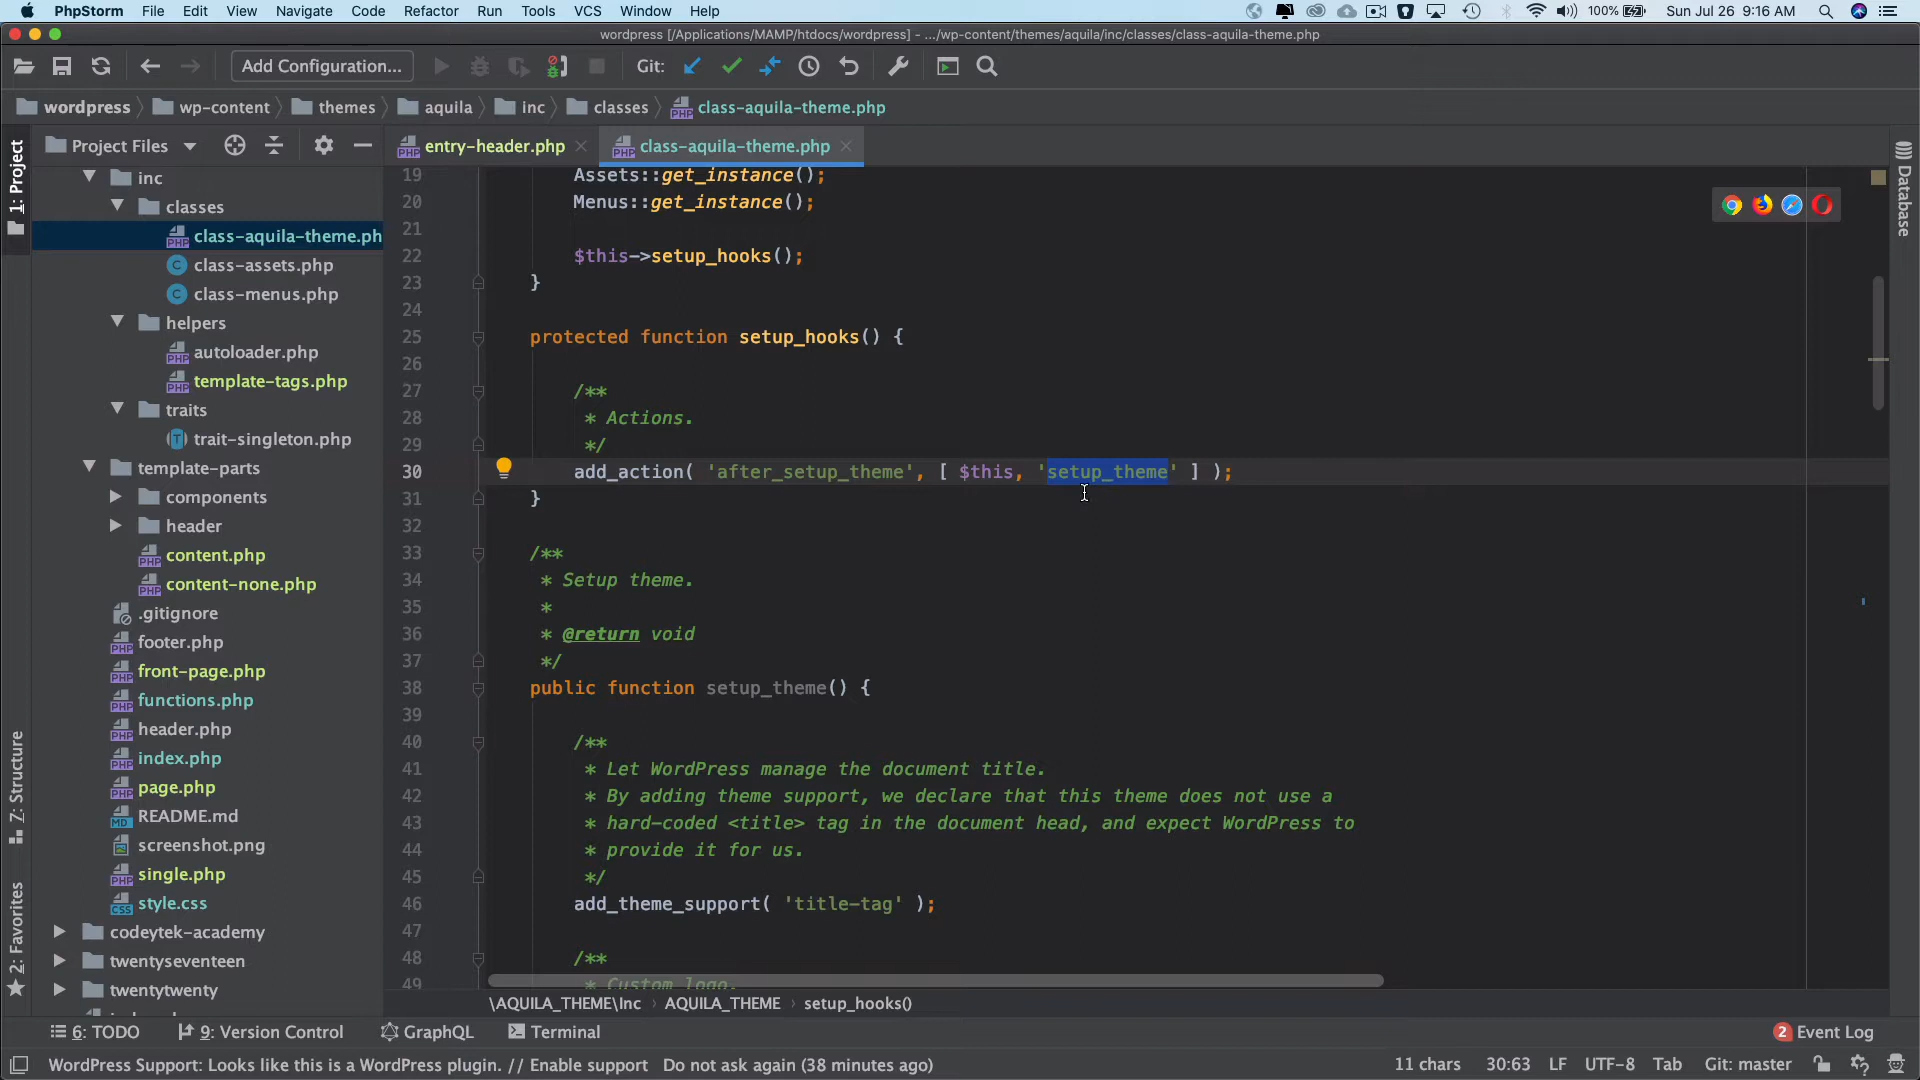 PhpStorm File Edit View Navigate Code Refactor Run Tools VCS Window Help 100% Sun Jul 26 9:16 AM
wordpress [/Applications/MAMP/htdocs/wordpress] - .../wp-content/themes/aquila/inc/classes/class-aquila-theme.php
Add Configuration... Git:
wordpress › wp-content › themes › aquila › inc › classes › class-aquila-theme.php
1: Project
Project Files
entry-header.php
class-aquila-theme.php
Database
inc
classes
class-aquila-theme.ph
class-assets.php
class-menus.php
helpers
autoloader.php
template-tags.php
traits
trait-singleton.php
template-parts
components
header
content.php
content-none.php
.gitignore
footer.php
front-page.php
functions.php
header.php
index.php
page.php
README.md
screenshot.png
single.php
style.css
codeytek-academy
twentyseventeen
twentytwenty
7: Structure
2: Favorites
19 Assets::get_instance();
20 Menus::get_instance();
21
22 $this->setup_hooks();
23 }
24
25 protected function setup_hooks() {
26
27 /**
28 * Actions.
29 */
30 add_action( 'after_setup_theme', [ $this, 'setup_theme' ] );
31 }
32
33 /**
34 * Setup theme.
35 *
36 * @return void
37 */
38 public function setup_theme() {
39
40 /**
41 * Let WordPress manage the document title.
42 * By adding theme support, we declare that this theme does not use a
43 * hard-coded <title> tag in the document head, and expect WordPress to
44 * provide it for us.
45 */
46 add_theme_support( 'title-tag' );
47
48 /**
49 * Custom logo.
\AQUILA_THEME\Inc › AQUILA_THEME › setup_hooks()
6: TODO 9: Version Control GraphQL Terminal 2 Event Log
WordPress Support: Looks like this is a WordPress plugin. // Enable support Do not ask again (38 minutes ago) 11 chars 30:63 LF UTF-8 Tab Git: master